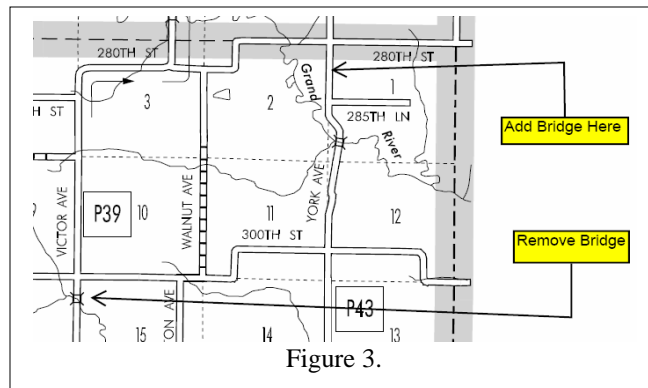 280TH ST
280TH ST
Grand
3
2
1
H ST
285TH LN
Add Bridge Here
River
VICTOR AVE
P39
10
WALNUT AVE
11
YORK AVE
12
300TH ST
Remove Bridge
15
TON AVE
14
P43
13
Figure 3.